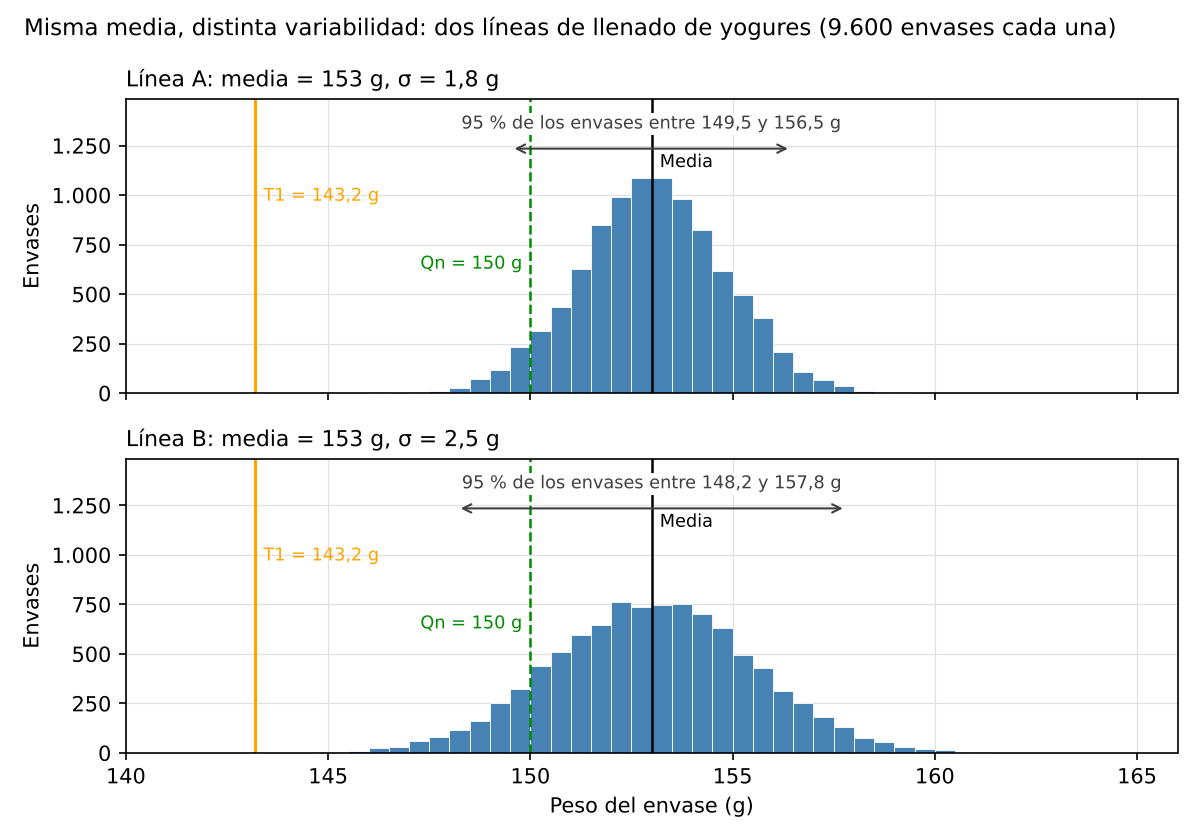 Misma media, distinta variabilidad: dos líneas de llenado de yogures (9.600 envases cada una)
Línea A: media = 153 g, σ = 1,8 g
95 % de los envases entre 149,5 y 156,5 g
Media
T1 = 143,2 g
Qn = 150 g
Envases
1.250
1.000
750
500
250
0
Línea B: media = 153 g, σ = 2,5 g
95 % de los envases entre 148,2 y 157,8 g
Media
T1 = 143,2 g
Qn = 150 g
Envases
1.250
1.000
750
500
250
0
140 145 150 155 160 165
Peso del envase (g)